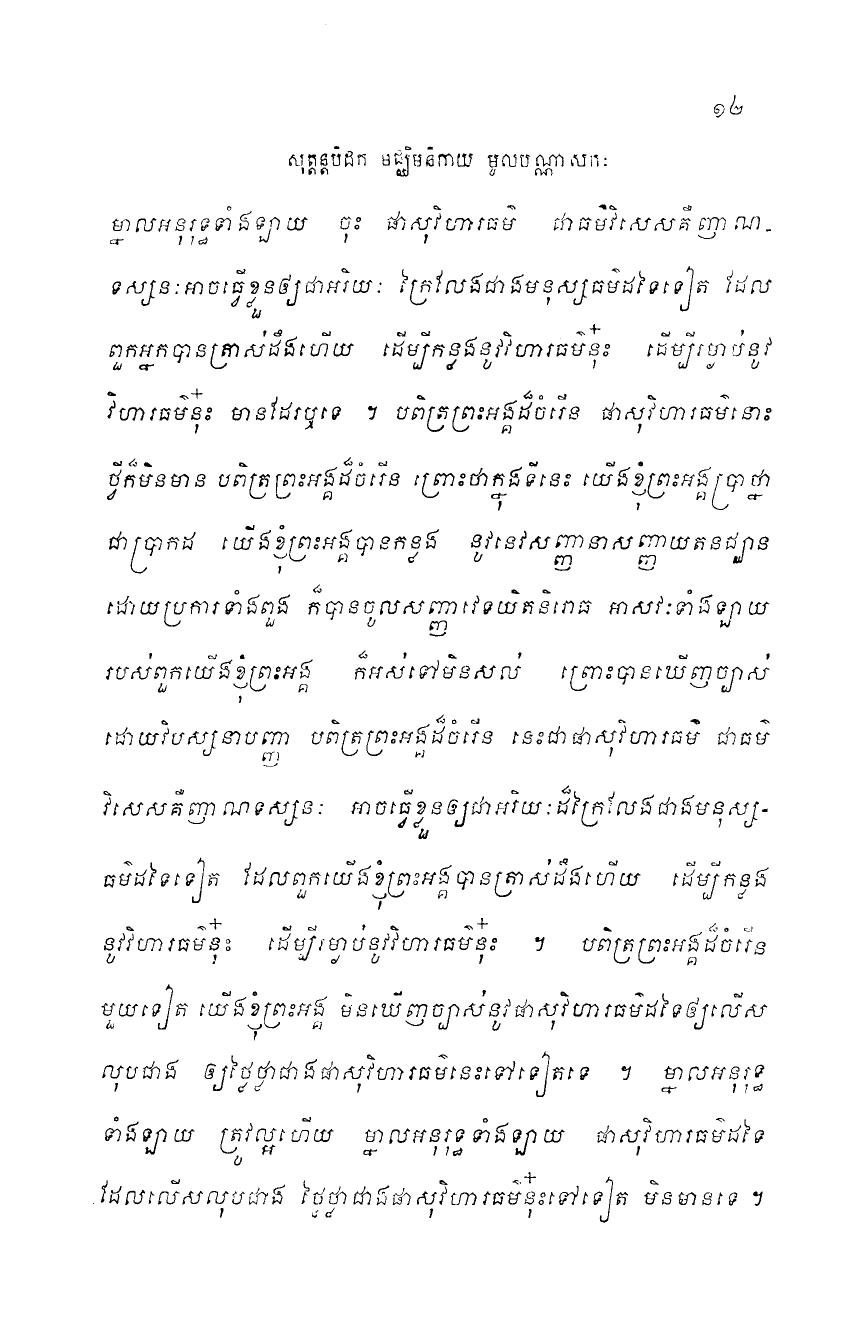 ១២
សុត្តន្តបិដក មជ្ឈិមនិកាយ មូលបណ្ណាសកៈ
ម្នាលអនុរុទ្ធទាំងឡាយ ចុះ ផាសុវិហារធម៌ ជាធម៌វិសេសគឺញាណ-
ទស្សនៈអាចធ្វើខ្លួនឲ្យជាអរិយៈ ក្រៃលែងជាងមនុស្សធម៌ដទៃទៀត ដែល
ពួកអ្នកបានត្រាស់ដឹងហើយ ដើម្បីកន្លងនូវវិហារធម៌នុ៎ះ ដើម្បីរម្ងាប់នូវ
វិហារធម៌នុ៎ះ មានដែរឬទេ ។ បពិត្រព្រះអង្គដ៏ចំរើន ផាសុវិហារធម៌នោះ
ធ្វីក៏មិនមាន បពិត្រព្រះអង្គដ៏ចំរើន ព្រោះថាក្នុងទីនេះ យើងខ្ញុំព្រះអង្គប្រាថ្នា
ជាប្រាកដ យើងខ្ញុំព្រះអង្គបានកន្លង នូវនេវសញ្ញានាសញ្ញាយតនជ្ឈាន
ដោយប្រការទាំងពួង ក៏បានចូលសញ្ញាវេទយិតនិរោធ អាសវៈទាំងឡាយ
របស់ពួកយើងខ្ញុំព្រះអង្គ ក៏អស់ទៅមិនសល់ ព្រោះបានឃើញច្បាស់
ដោយវិបស្សនាបញ្ញា បពិត្រព្រះអង្គដ៏ចំរើន នេះជាផាសុវិហារធម៌ ជាធម៌
វិសេសគឺញាណទស្សនៈ អាចធ្វើខ្លួនឲ្យជាអរិយៈដ៏ក្រៃលែងជាងមនុស្ស-
ធម៌ដទៃទៀត ដែលពួកយើងខ្ញុំព្រះអង្គបានត្រាស់ដឹងហើយ ដើម្បីកន្លង
នូវវិហារធម៌នុ៎ះ ដើម្បីរម្ងាប់នូវវិហារធម៌នុ៎ះ ។ បពិត្រព្រះអង្គដ៏ចំរើន
មួយទៀត យើងខ្ញុំព្រះអង្គ មិនឃើញច្បាស់នូវផាសុវិហារធម៌ដទៃឲ្យលើស
លុបជាង ឲ្យថ្លៃថ្លាជាងផាសុវិហារធម៌នេះទៅទៀតទេ ។ ម្នាលអនុរុទ្ធ
ទាំងឡាយ ត្រូវល្អហើយ ម្នាលអនុរុទ្ធទាំងឡាយ ផាសុវិហារធម៌ដទៃ
ដែលលើសលុបជាង ថ្លៃថ្លាជាងផាសុវិហារធម៌នុ៎ះទៅទៀត មិនមានទេ ។